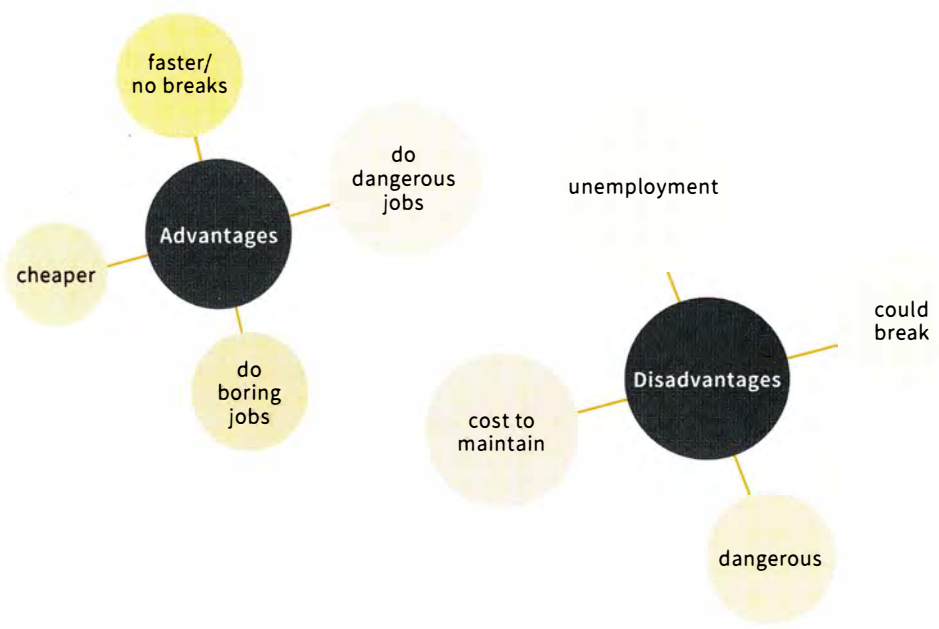 faster/
no breaks
do
dangerous
jobs
Advantages
cheaper
do
boring
jobs
unemployment
could
break
Disadvantages
cost to
maintain
dangerous